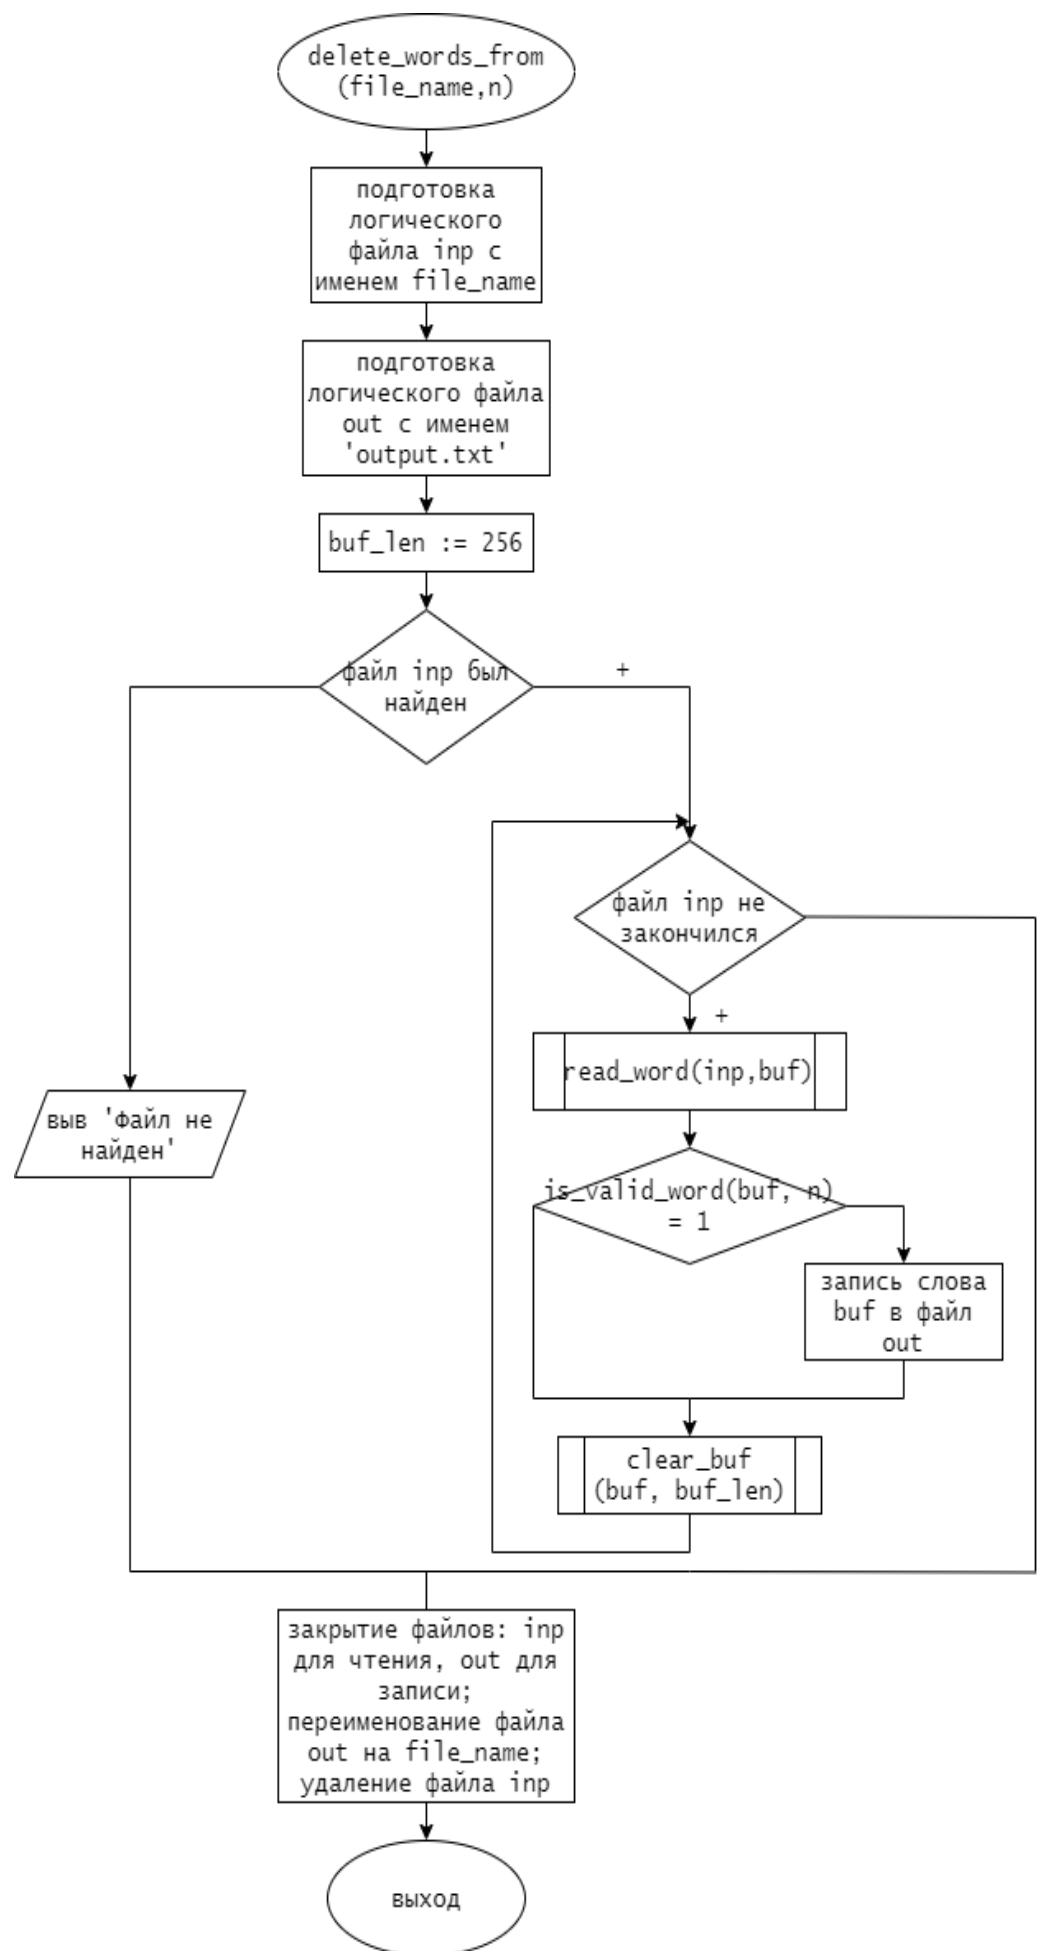 delete_words_from
(file_name,n)
подготовка
логического
файла inp с
именем file_name
подготовка
логического файла
out с именем
'output.txt'
buf_len := 256
файл inp был
найден
+
файл inp не
закончился
+
read_word(inp,buf)
выв 'Файл не
найден'
is_valid_word(buf, n)
= 1
запись слова
buf в файл
out
clear_buf
(buf, buf_len)
закрытие файлов: inp
для чтения, out для
записи;
переименование файла
out на file_name;
удаление файла inp
выход